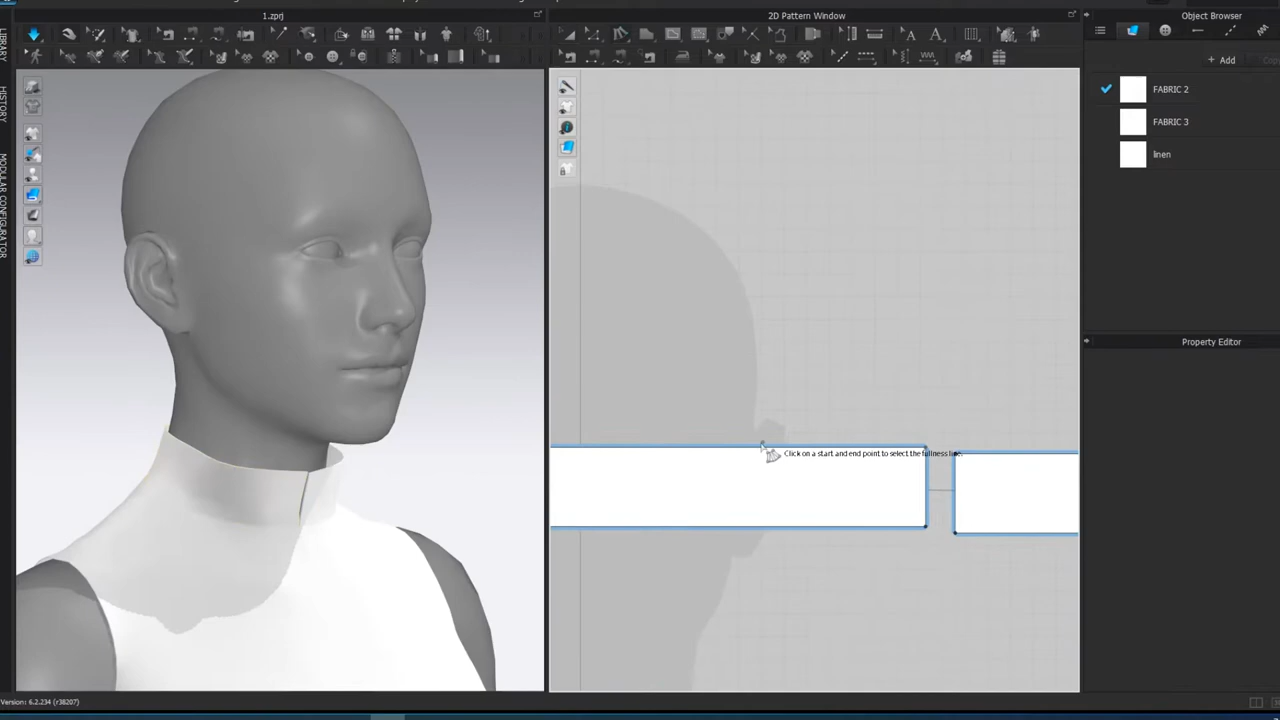 1.zprj
2D Pattern Window
Object Browser
LIBRARY
HISTORY
MODULAR CONFIGURATOR
+ Add
FABRIC 2
FABRIC 3
linen
Property Editor
Click on a start and end point to select the fullness line.
Version: 6.2.234 (r38207)